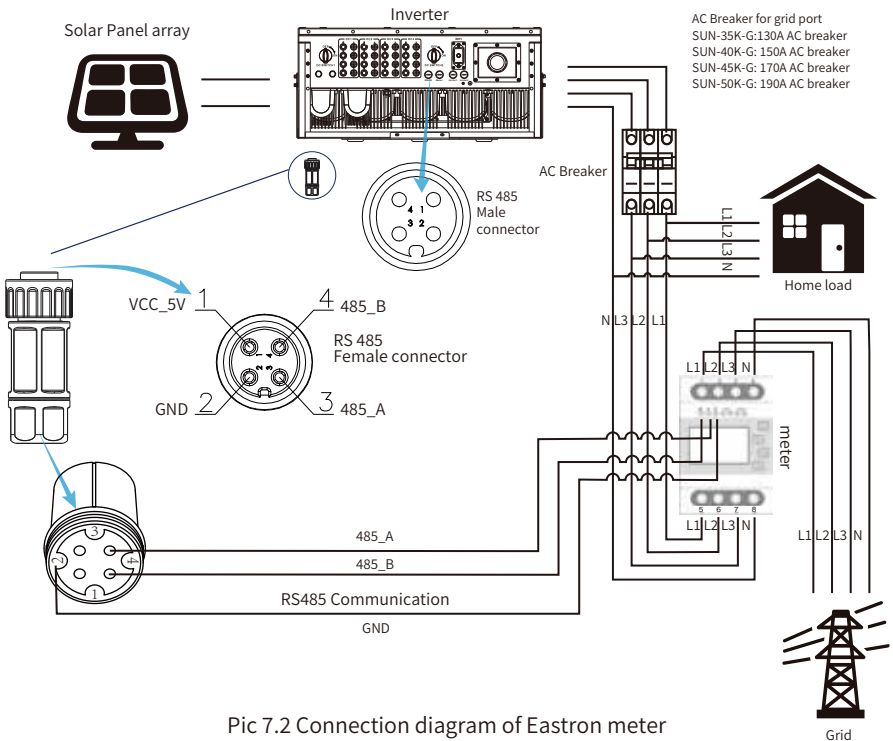 Solar Panel array
Inverter
AC Breaker for grid port
SUN-35K-G:130A AC breaker
SUN-40K-G: 150A AC breaker
SUN-45K-G: 170A AC breaker
SUN-50K-G: 190A AC breaker
AC Breaker
RS 485
Male
connector
4 1
3 2
L1
L2
L3
N
Home load
VCC_5V 1
4 485_B
RS 485
Female connector
1 4
2 3
GND 2
3 485_A
N L3 L2 L1
L1 L2 L3 N
meter
5 6 7 8
L1 L2 L3 N
L1 L2 L3 N
3
2
4
1
485_A
485_B
RS485 Communication
GND
Grid
Pic 7.2 Connection diagram of Eastron meter